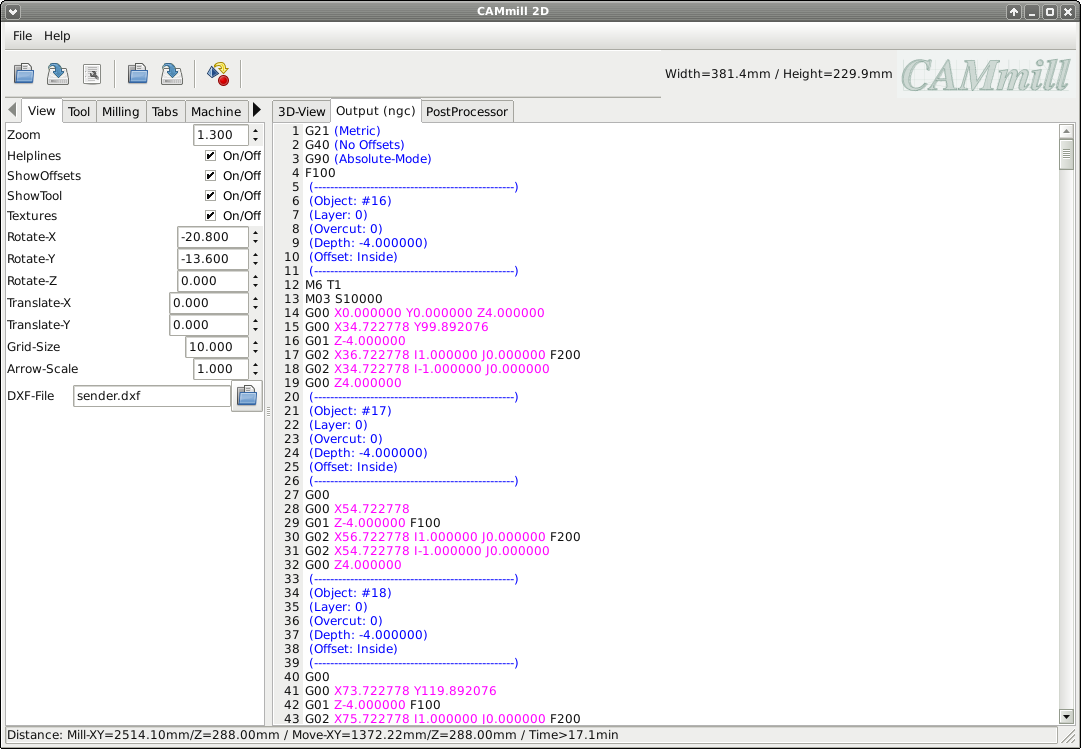 CAMmill 2D
File Help
Width=381.4mm / Height=229.9mm
CAMmill
View Tool Milling Tabs Machine
3D-View Output (ngc) PostProcessor
Zoom 1.300
Helplines On/Off
ShowOffsets On/Off
ShowTool On/Off
Textures On/Off
Rotate-X -20.800
Rotate-Y -13.600
Rotate-Z 0.000
Translate-X 0.000
Translate-Y 0.000
Grid-Size 10.000
Arrow-Scale 1.000
DXF-File sender.dxf
1 G21 (Metric)
2 G40 (No Offsets)
3 G90 (Absolute-Mode)
4 F100
5 (--------------------------------------------------)
6 (Object: #16)
7 (Layer: 0)
8 (Overcut: 0)
9 (Depth: -4.000000)
10 (Offset: Inside)
11 (--------------------------------------------------)
12 M6 T1
13 M03 S10000
14 G00 X0.000000 Y0.000000 Z4.000000
15 G00 X34.722778 Y99.892076
16 G01 Z-4.000000
17 G02 X36.722778 I1.000000 J0.000000 F200
18 G02 X34.722778 I-1.000000 J0.000000
19 G00 Z4.000000
20 (--------------------------------------------------)
21 (Object: #17)
22 (Layer: 0)
23 (Overcut: 0)
24 (Depth: -4.000000)
25 (Offset: Inside)
26 (--------------------------------------------------)
27 G00
28 G00 X54.722778
29 G01 Z-4.000000 F100
30 G02 X56.722778 I1.000000 J0.000000 F200
31 G02 X54.722778 I-1.000000 J0.000000
32 G00 Z4.000000
33 (--------------------------------------------------)
34 (Object: #18)
35 (Layer: 0)
36 (Overcut: 0)
37 (Depth: -4.000000)
38 (Offset: Inside)
39 (--------------------------------------------------)
40 G00
41 G00 X73.722778 Y119.892076
42 G01 Z-4.000000 F100
43 G02 X75.722778 I1.000000 J0.000000 F200
Distance: Mill-XY=2514.10mm/Z=288.00mm / Move-XY=1372.22mm/Z=288.00mm / Time>17.1min